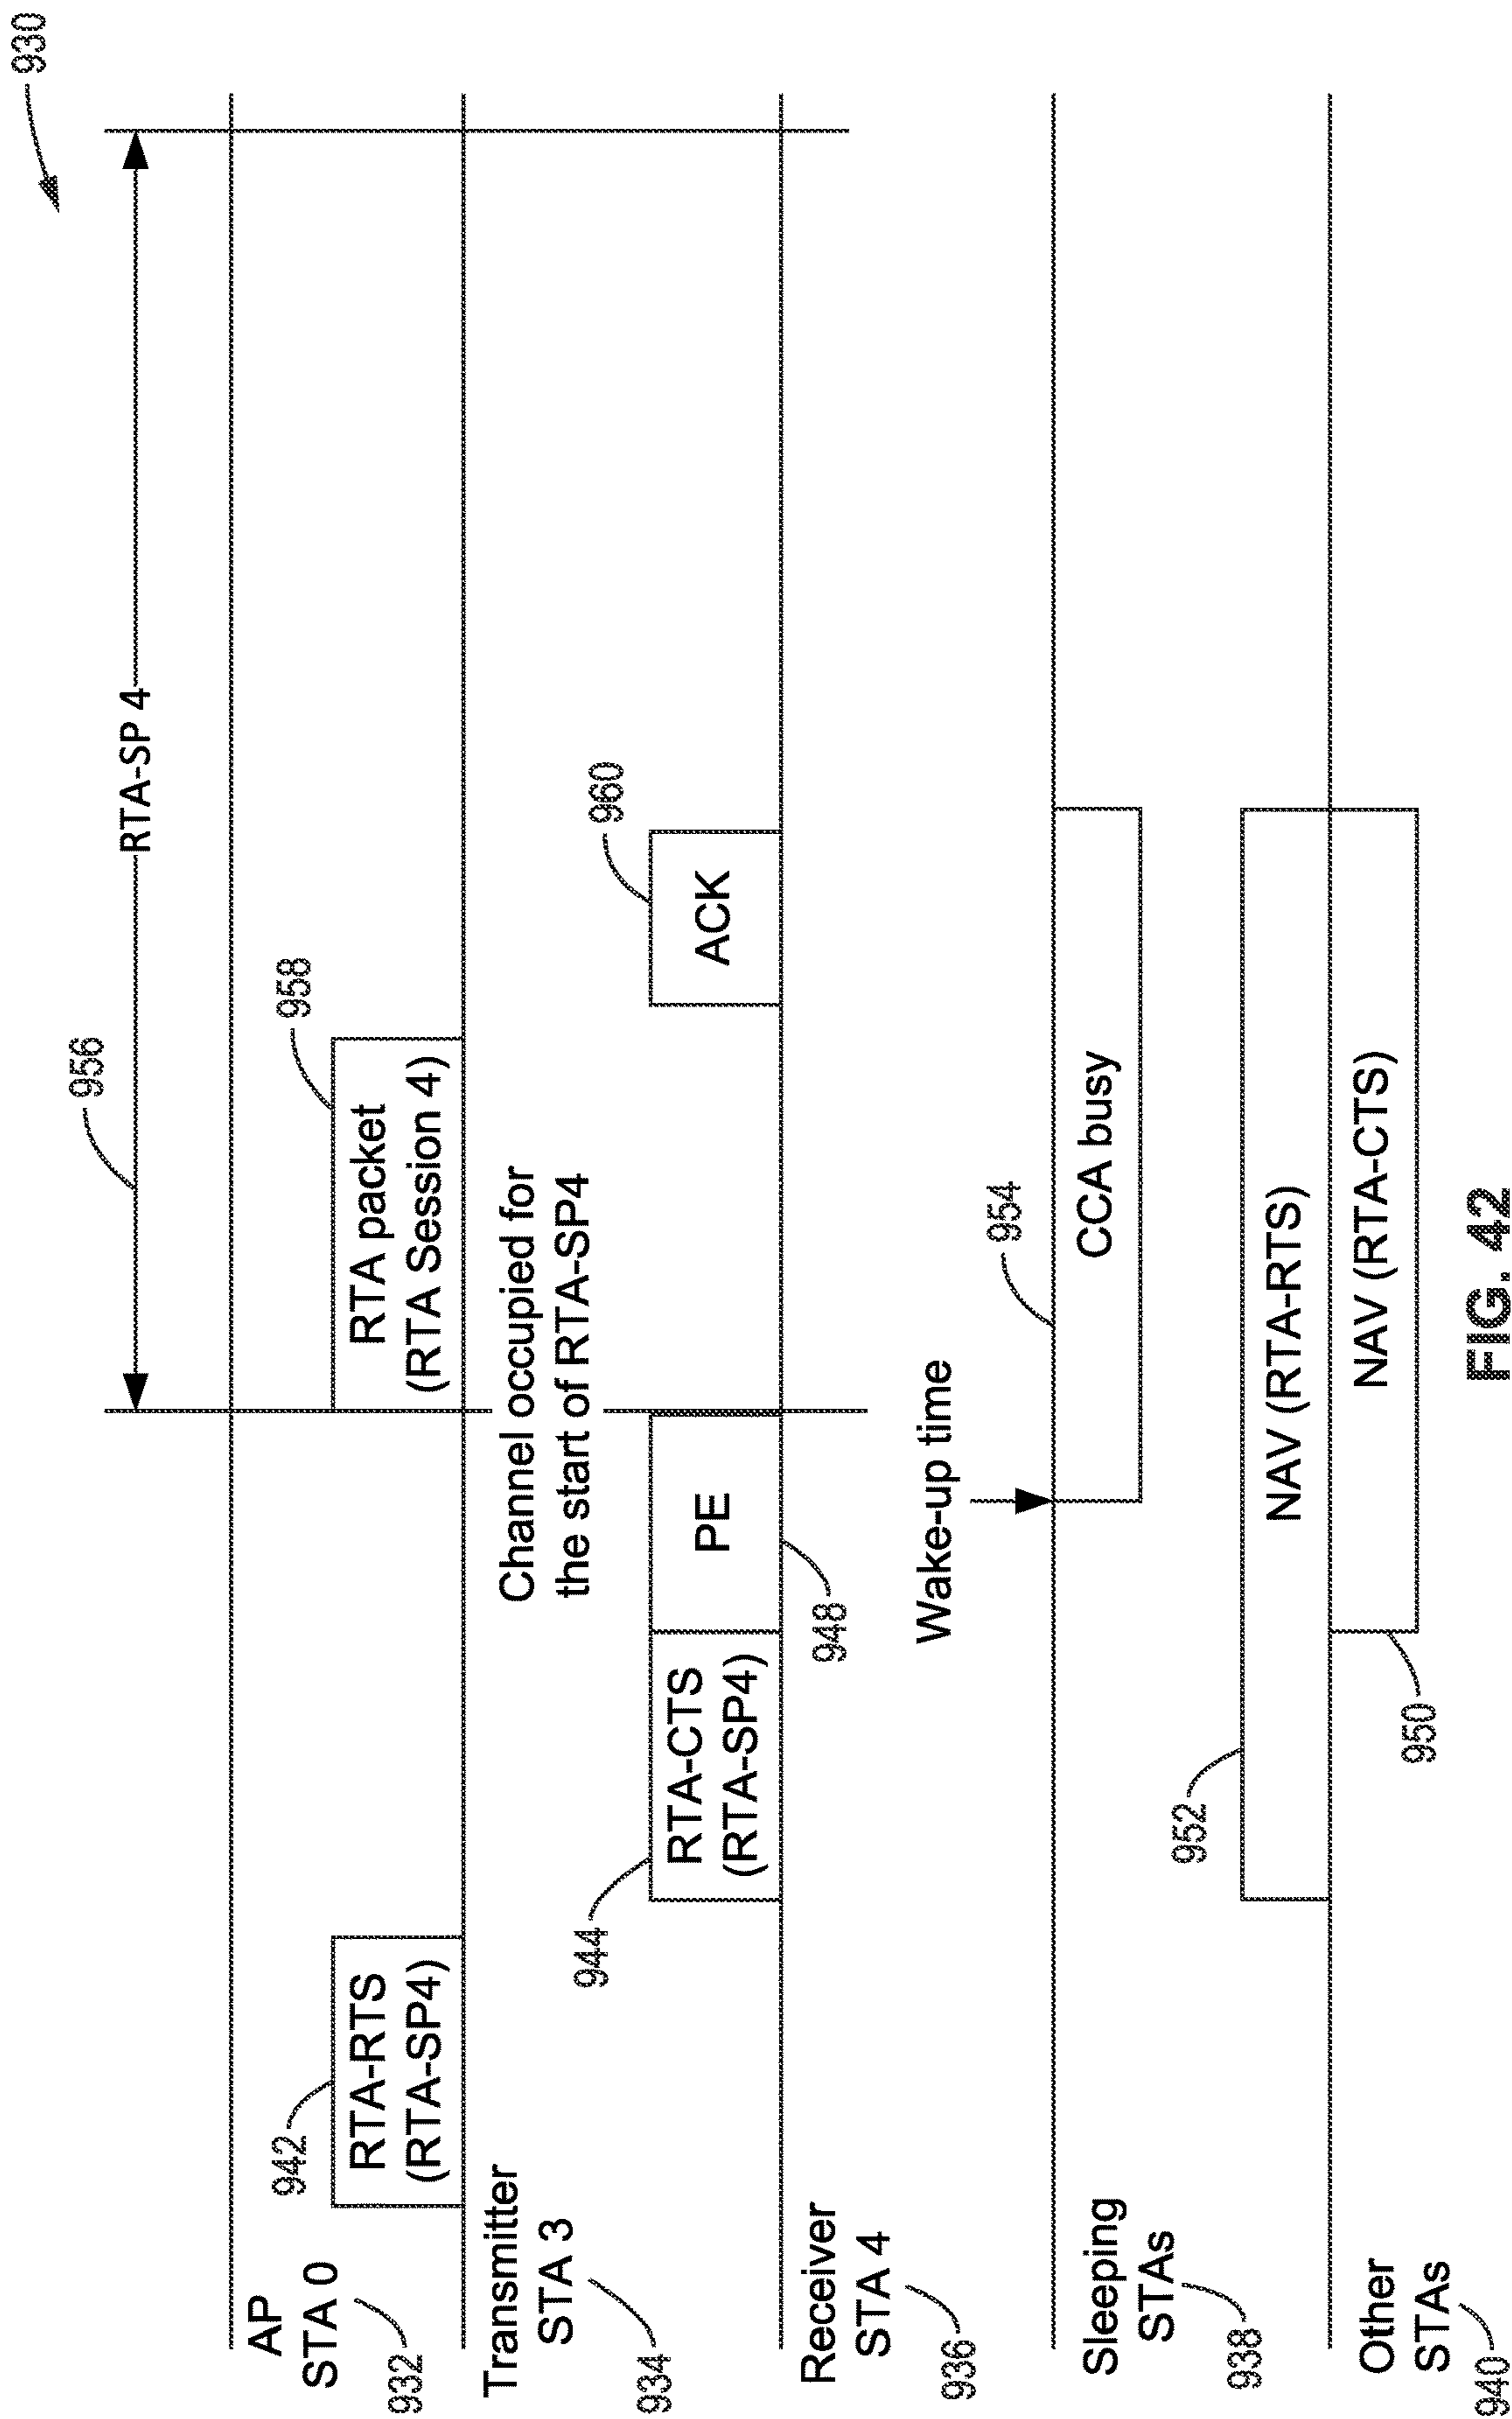 930
956
RTA-SP 4
AP
STA 0
932
942
RTA-RTS
(RTA-SP4)
958
RTA packet
(RTA Session 4)
Transmitter
STA 3
934
Channel occupied for
the start of RTA-SP4
944
RTA-CTS
(RTA-SP4)
PE
948
960
ACK
Receiver
STA 4
936
Wake-up time
954
CCA busy
Sleeping
STAs
938
952
NAV (RTA-RTS)
NAV (RTA-CTS)
950
Other
STAs
940
FIG. 42